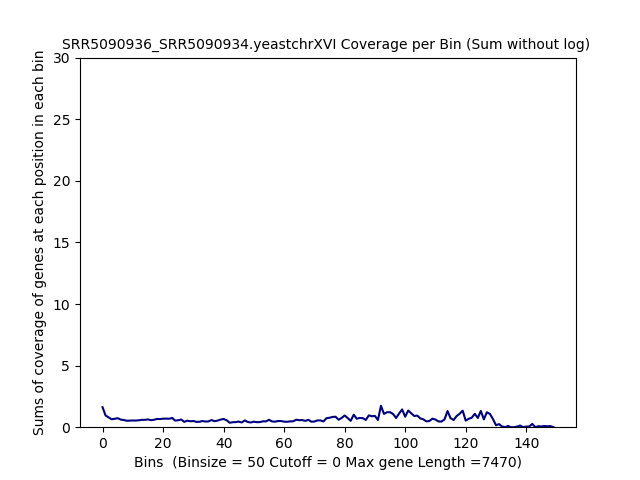 SRR5090936_SRR5090934.yeastchrXVI Coverage per Bin (Sum without log)
Sums of coverage of genes at each position in each bin
30
25
20
15
10
5
0
0 20 40 60 80 100 120 140
Bins  (Binsize = 50 Cutoff = 0 Max gene Length =7470)